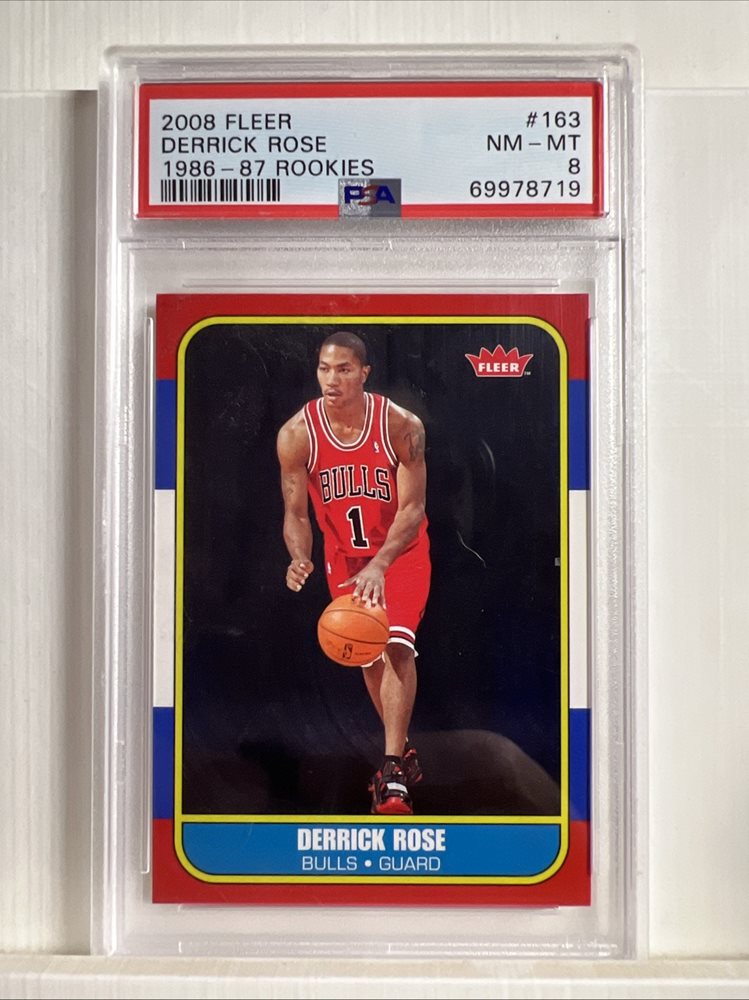 2008 FLEER #163
DERRICK ROSE NM – MT
1986 – 87 ROOKIES 8
PSA 69978719
FLEER
BULLS
1
DERRICK ROSE
BULLS • GUARD